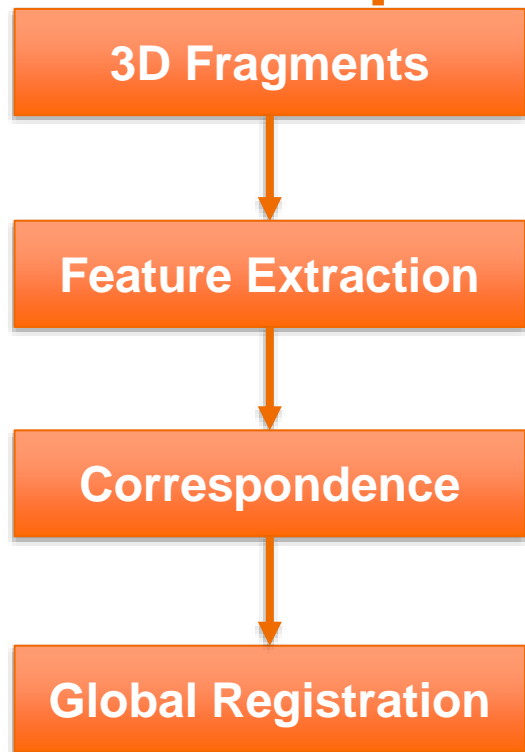 3D Fragments
Feature Extraction
Correspondence
Global Registration